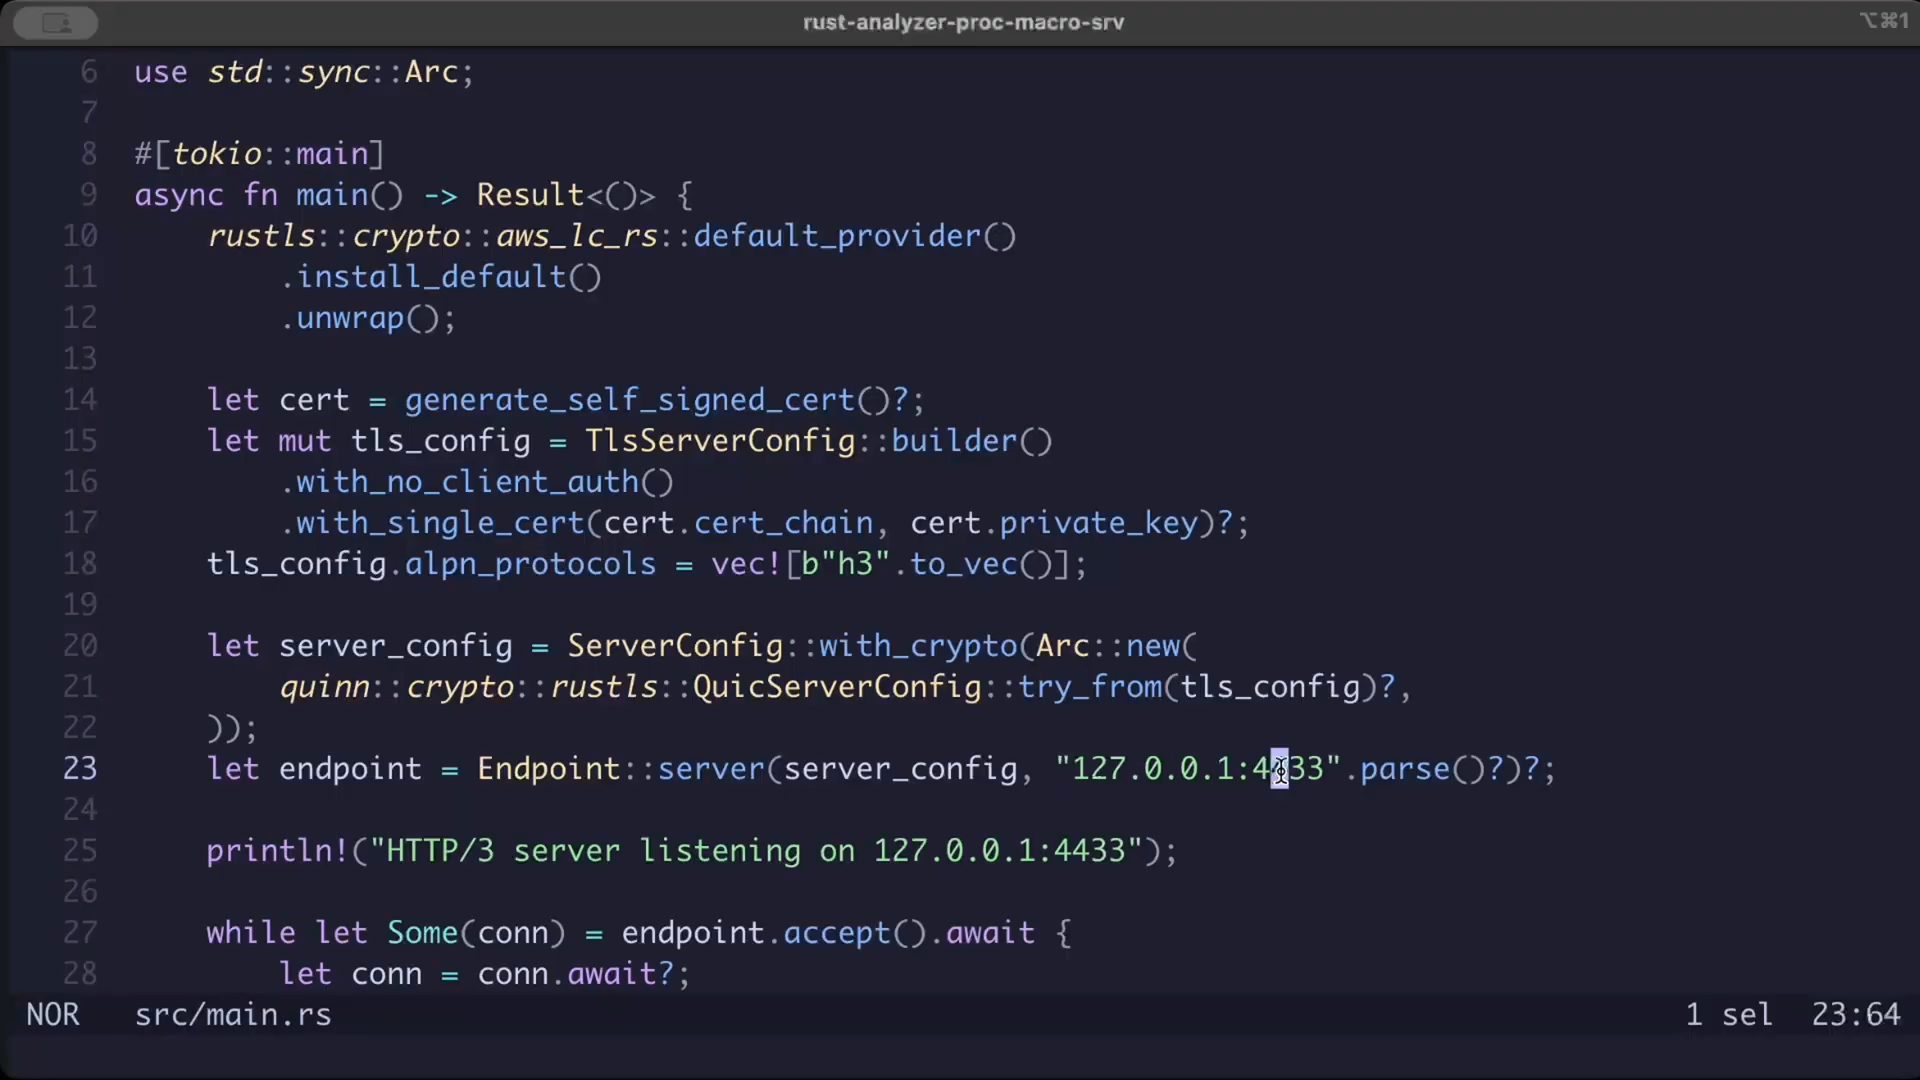 rust-analyzer-proc-macro-srv
⌥⌘1
6 use std::sync::Arc;
7
8 #[tokio::main]
9 async fn main() -> Result<()> {
10     rustls::crypto::aws_lc_rs::default_provider()
11         .install_default()
12         .unwrap();
13
14     let cert = generate_self_signed_cert()?;
15     let mut tls_config = TlsServerConfig::builder()
16         .with_no_client_auth()
17         .with_single_cert(cert.cert_chain, cert.private_key)?;
18     tls_config.alpn_protocols = vec![b"h3".to_vec()];
19
20     let server_config = ServerConfig::with_crypto(Arc::new(
21         quinn::crypto::rustls::QuicServerConfig::try_from(tls_config)?,
22     ));
23     let endpoint = Endpoint::server(server_config, "127.0.0.1:4433".parse()?)?;
24
25     println!("HTTP/3 server listening on 127.0.0.1:4433");
26
27     while let Some(conn) = endpoint.accept().await {
28         let conn = conn.await?;
NOR src/main.rs 1 sel 23:64